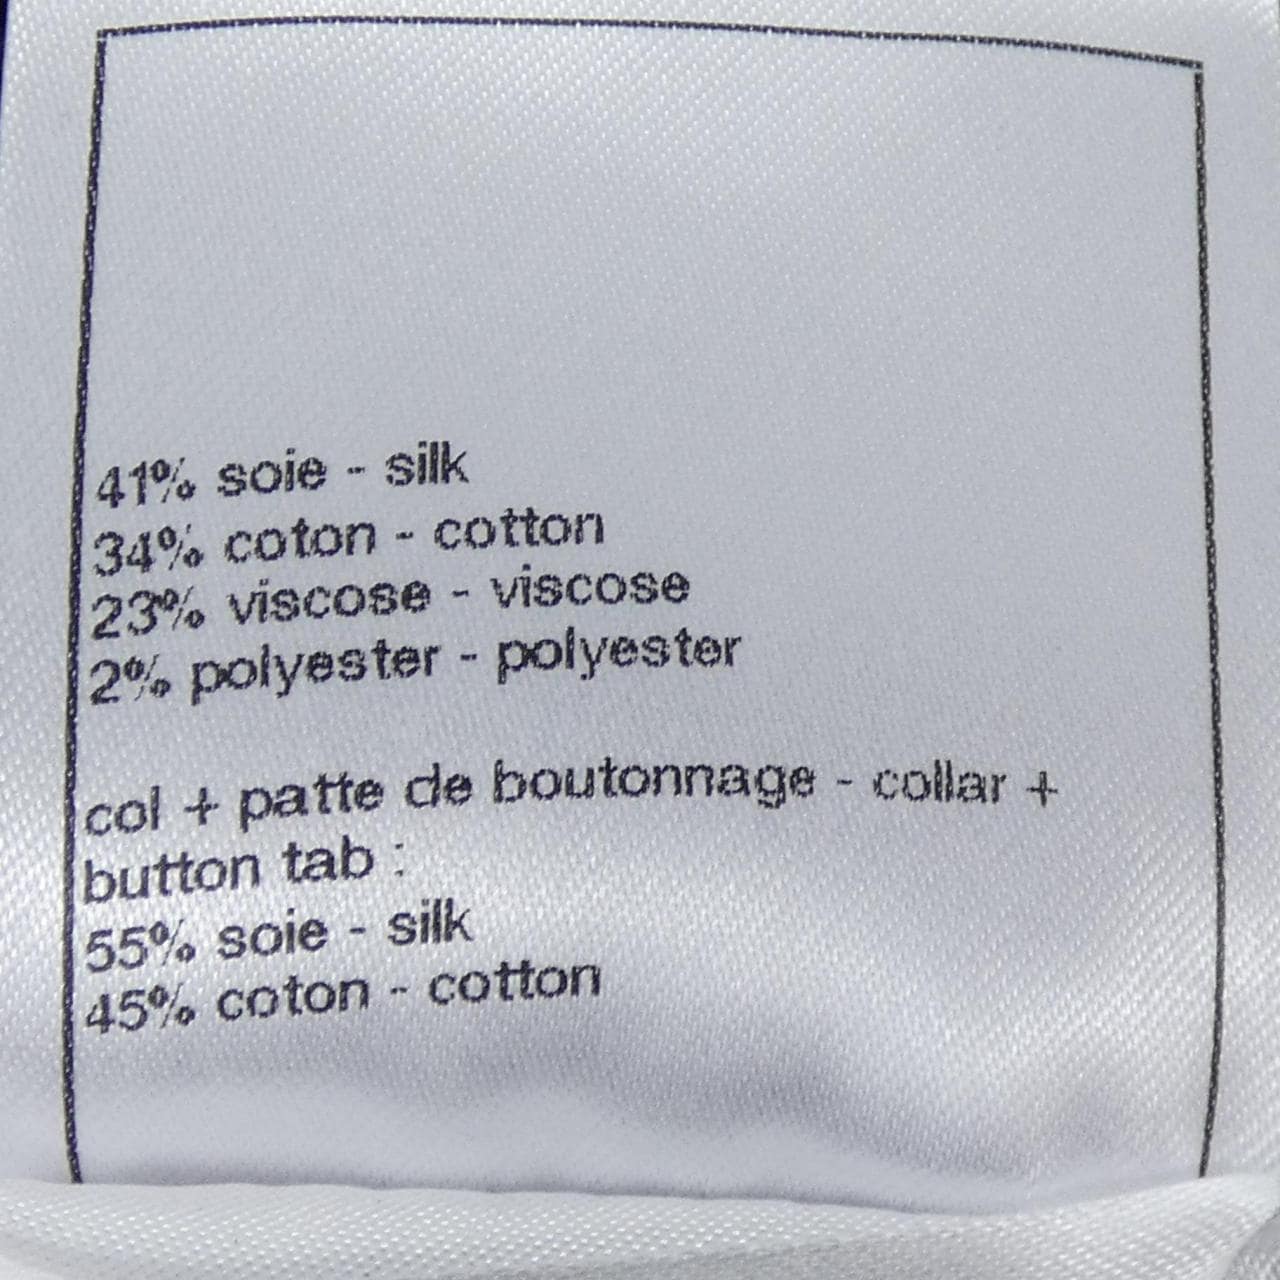 41% soie - silk
34% coton - cotton
23% viscose - viscose
2% polyester - polyester
col + patte de boutonnage - collar +
button tab :
55% soie - silk
45% coton - cotton